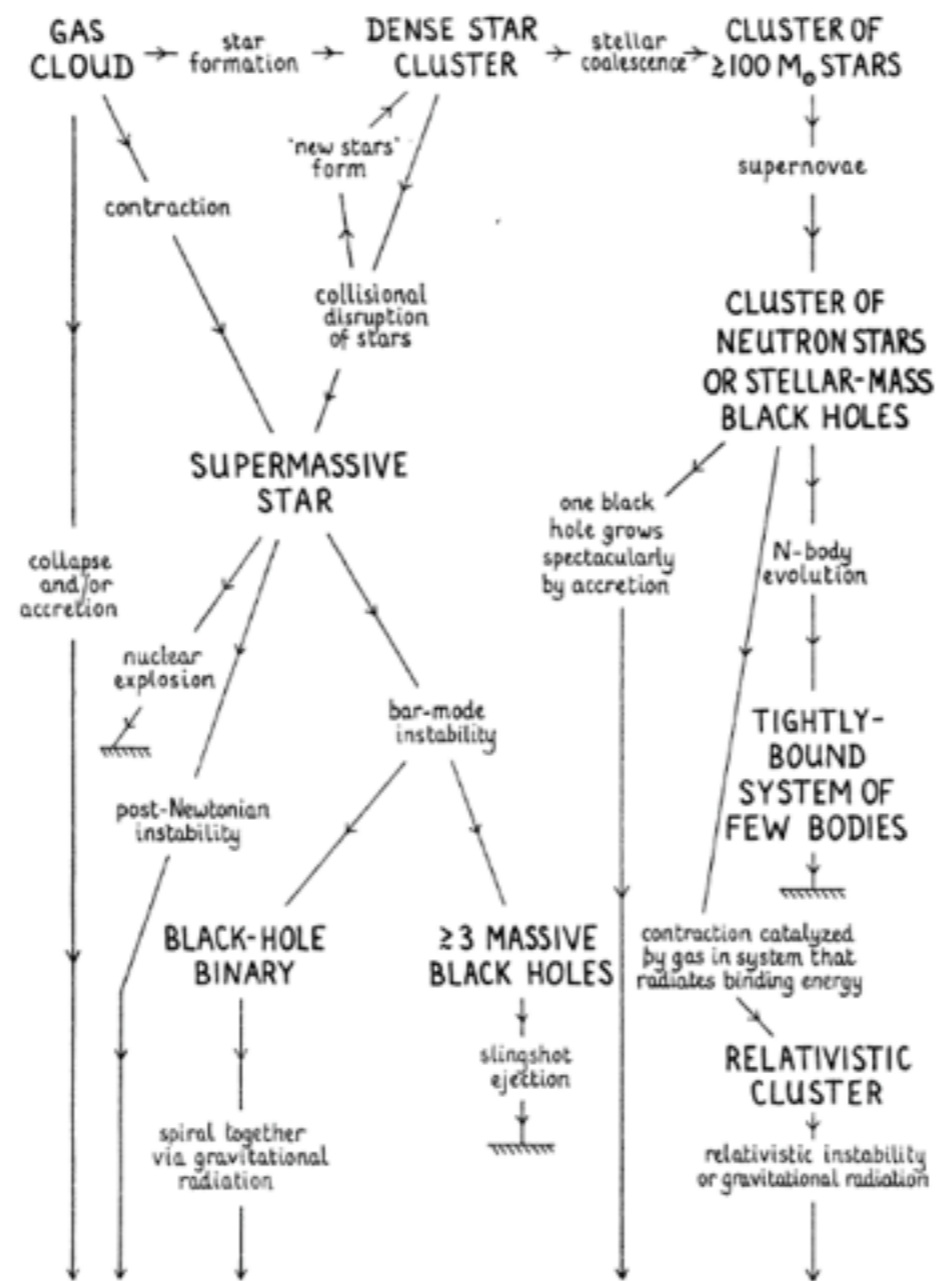 GAS
CLOUD
star
formation
DENSE STAR
CLUSTER
stellar
coalescence
CLUSTER OF
≥100 M⊙ STARS
"new stars"
form
supernovae
contraction
collisional
disruption
of stars
CLUSTER OF
NEUTRON STARS
OR STELLAR-MASS
BLACK HOLES
SUPERMASSIVE
STAR
one black
hole grows
spectacularly
by accretion
N-body
evolution
collapse
and/or
accretion
nuclear
explosion
bar-mode
instability
TIGHTLY-
BOUND
SYSTEM OF
FEW BODIES
post-Newtonian
instability
BLACK-HOLE
BINARY
≥3 MASSIVE
BLACK HOLES
contraction catalyzed
by gas in system that
radiates binding energy
slingshot
ejection
RELATIVISTIC
CLUSTER
spiral together
via gravitational
radiation
relativistic instability
or gravitational radiation